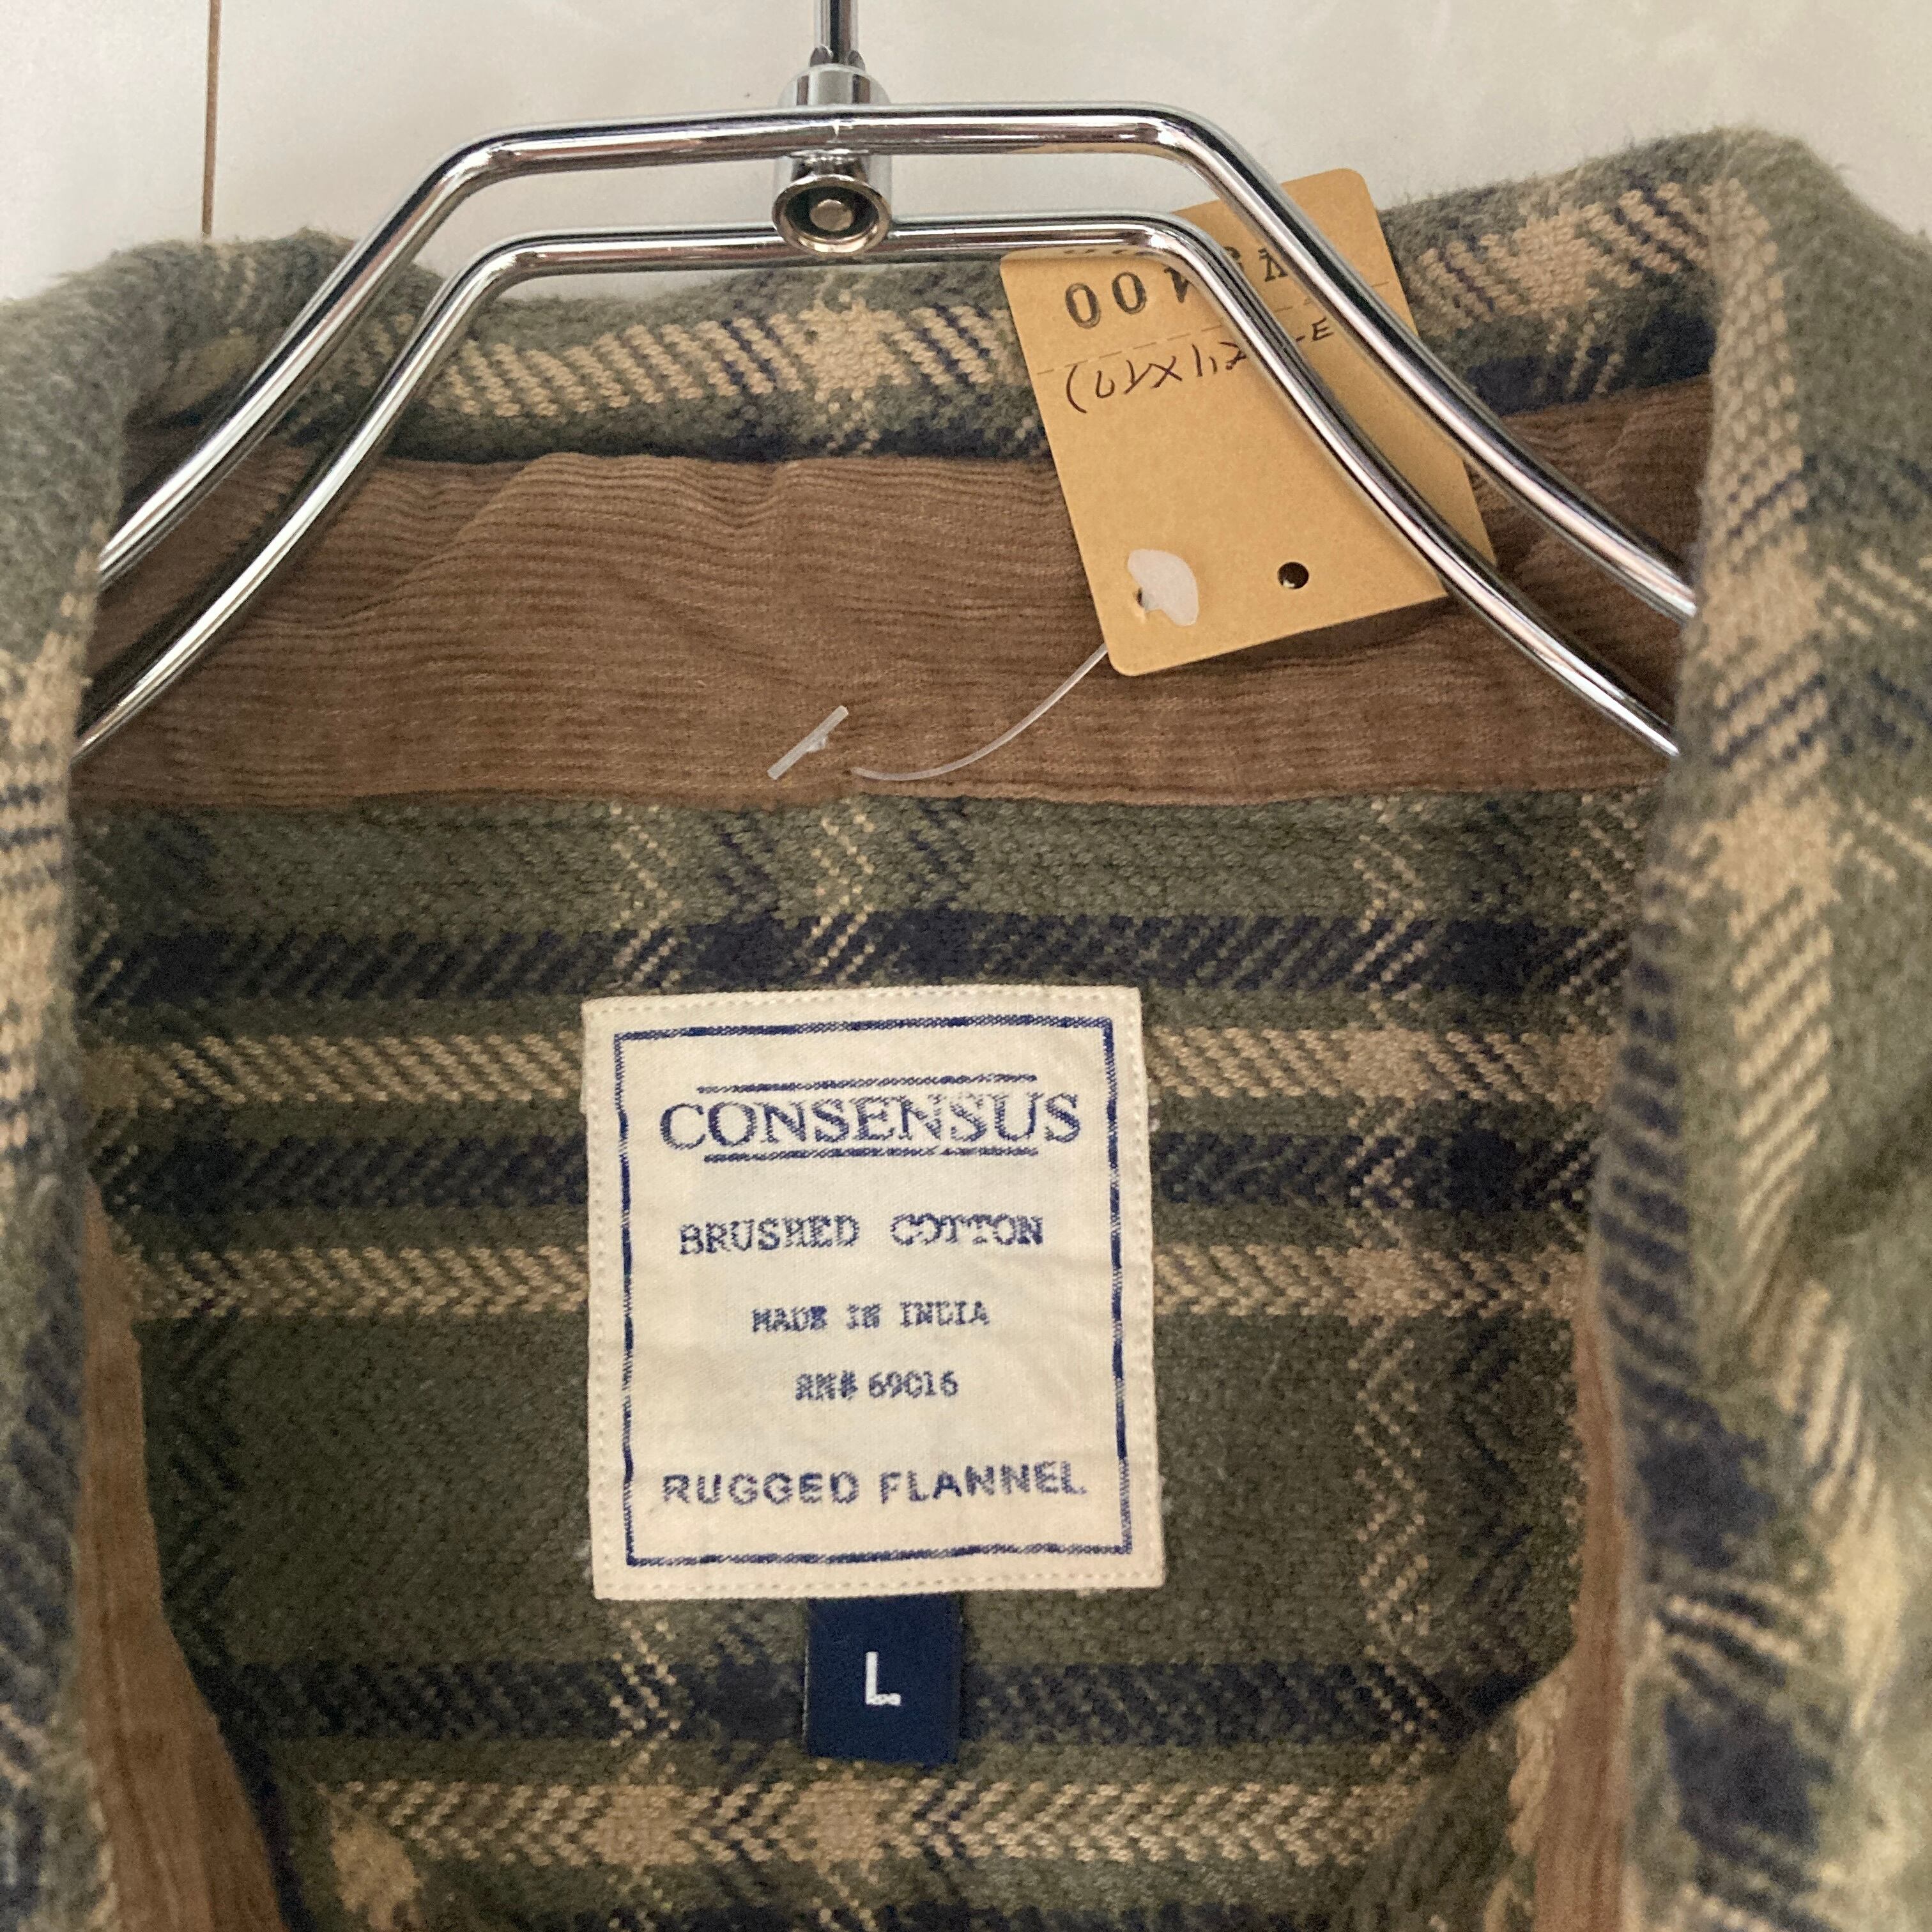 CONSENSUS
BRUSHED COTTON
MADE IN INDIA
RN# 69016
RUGGED FLANNEL
L